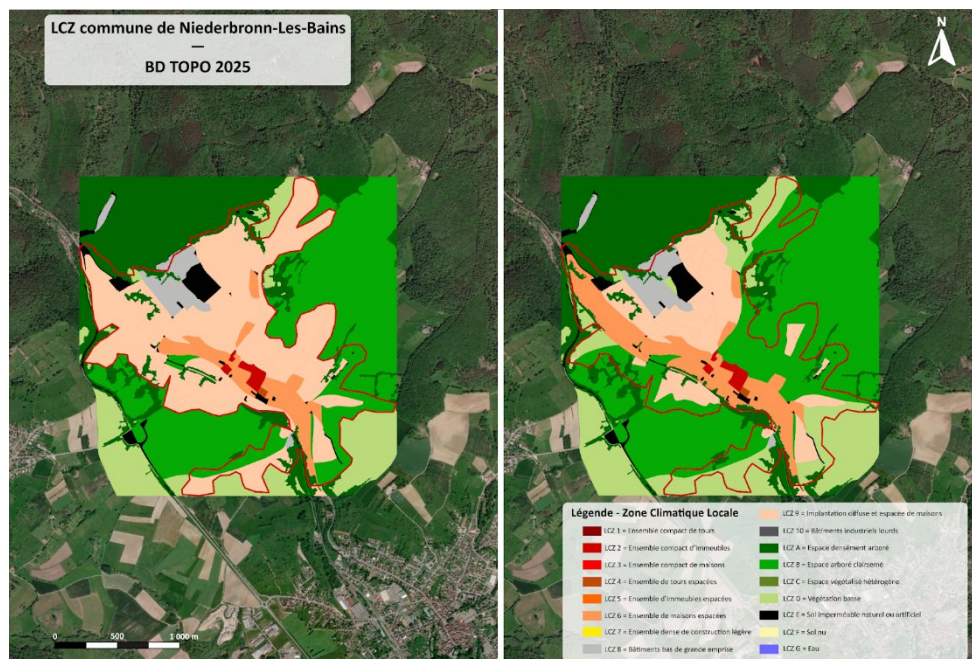 LCZ commune de Niederbronn-Les-Bains
—
BD TOPO 2025
N
Légende - Zone Climatique Locale
LCZ 1 = Ensemble compact de tours
LCZ 2 = Ensemble compact d'immeubles
LCZ 3 = Ensemble compact de maisons
LCZ 4 = Ensemble de tours espacées
LCZ 5 = Ensemble d'immeubles espacées
LCZ 6 = Ensemble de maisons espacées
LCZ 7 = Ensemble dense de construction légère
LCZ 8 = Bâtiments bas de grande emprise
LCZ 9 = Implantation diffuse et espacée de maisons
LCZ 10 = Bâtiments industriels lourds
LCZ A = Espace densément arboré
LCZ B = Espace arboré clairsemé
LCZ C = Espace végétalisé hétérogène
LCZ D = Végétation basse
LCZ E = Sol imperméable naturel ou artificiel
LCZ F = Sol nu
LCZ G = Eau
0 500 1 000 m